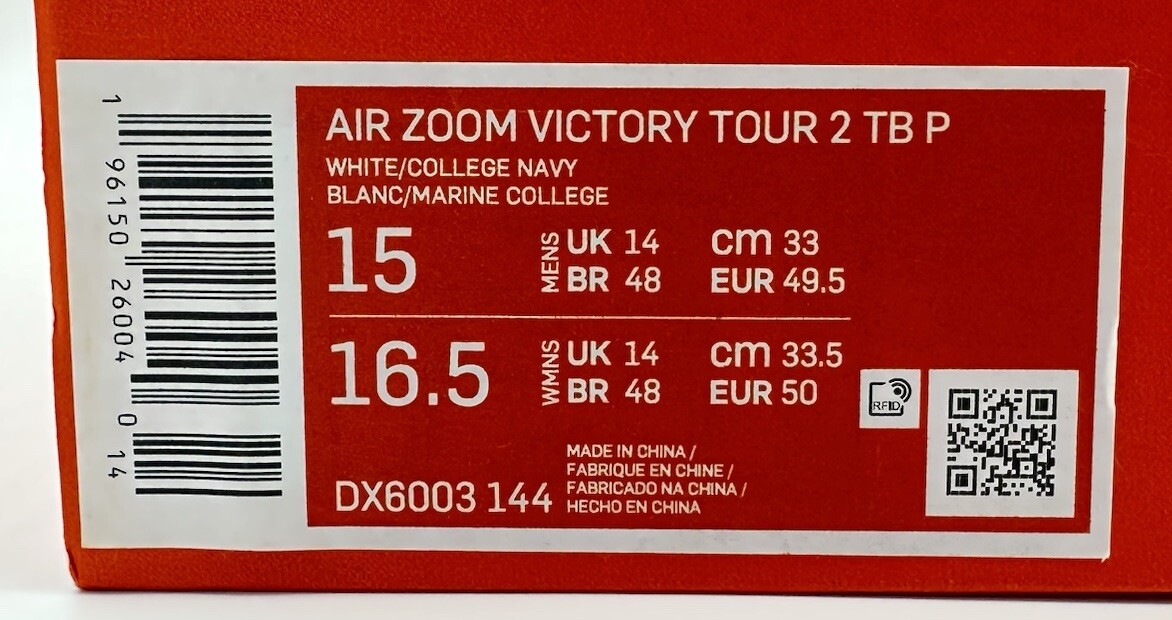 1
96150
26004
0
14
AIR ZOOM VICTORY TOUR 2 TB P
WHITE/COLLEGE NAVY
BLANC/MARINE COLLEGE
15
MENS
UK 14
cm 33
BR 48
EUR 49.5
16.5
WMNS
UK 14
cm 33.5
BR 48
EUR 50
RFID
DX6003 144
MADE IN CHINA /
FABRIQUE EN CHINE /
FABRICADO NA CHINA /
HECHO EN CHINA